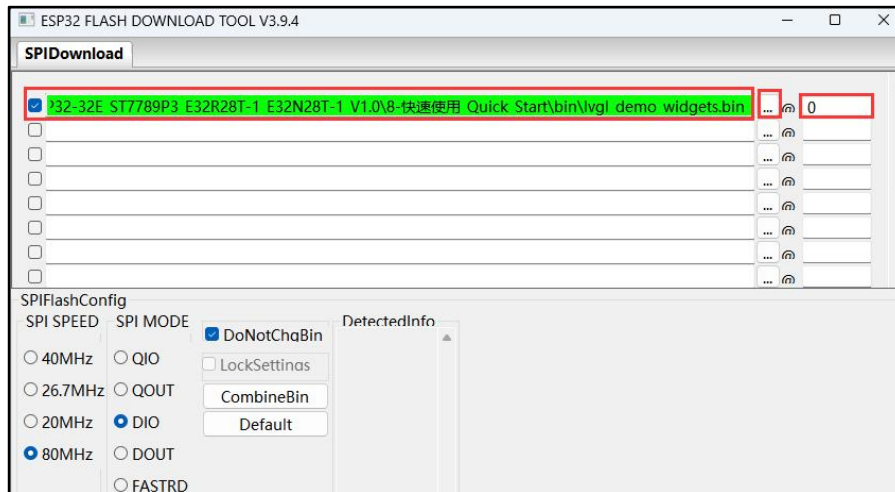 ESP32 FLASH DOWNLOAD TOOL V3.9.4
SPIDownload
P32-32E_ST7789P3_E32R28T-1_E32N28T-1_V1.0\8-快速使用_Quick_Start\bin\lvgl_demo_widgets.bin ... @ 0
... @
... @
... @
... @
... @
... @
... @
SPIFlashConfig
SPI SPEED SPI MODE DetectedInfo
DoNotChgBin
40MHz QIO LockSettings
26.7MHz QOUT CombineBin
20MHz DIO Default
80MHz DOUT
FASTRD